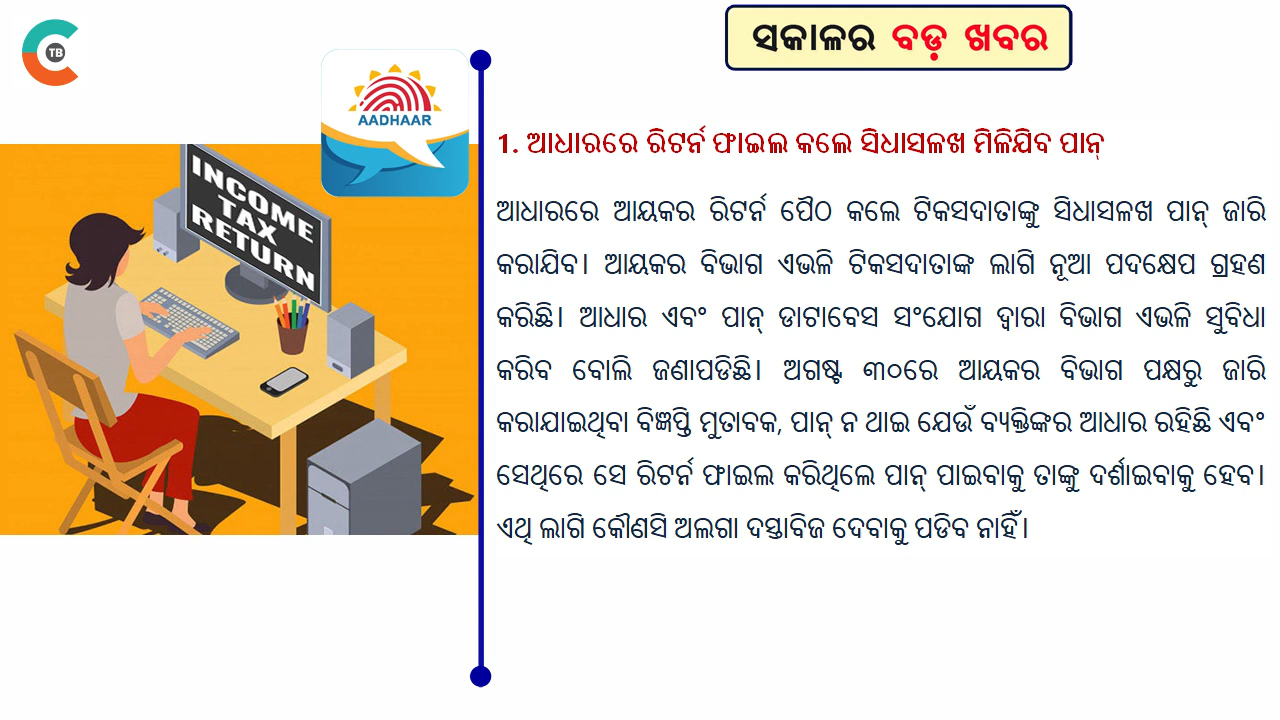 TB
ସକାଳର ବଡ଼ ଖବର
AADHAAR
INCOME
TAX
RETURN
1. ଆଧାରରେ ରିଟର୍ନ ଫାଇଲ କଲେ ସିଧାସଳଖ ମିଳିଯିବ ପାନ୍
ଆଧାରରେ ଆୟକର ରିଟର୍ନ ପୈଠ କଲେ ଟିକସଦାତାଙ୍କୁ ସିଧାସଳଖ ପାନ୍ ଜାରି
କରାଯିବ। ଆୟକର ବିଭାଗ ଏଭଳି ଟିକସଦାତାଙ୍କ ଲାଗି ନୂଆ ପଦକ୍ଷେପ ଗ୍ରହଣ
କରିଛି। ଆଧାର ଏବଂ ପାନ୍ ଡାଟାବେସ ସଂଯୋଗ ଦ୍ୱାରା ବିଭାଗ ଏଭଳି ସୁବିଧା
କରିବ ବୋଲି ଜଣାପଡିଛି। ଅଗଷ୍ଟ ୩୦ରେ ଆୟକର ବିଭାଗ ପକ୍ଷରୁ ଜାରି
କରାଯାଇଥିବା ବିଜ୍ଞପ୍ତି ମୁତାବକ, ପାନ୍ ନ ଥାଇ ଯେଉଁ ବ୍ୟକ୍ତିଙ୍କର ଆଧାର ରହିଛି ଏବଂ
ସେଥିରେ ସେ ରିଟର୍ନ ଫାଇଲ କରିଥିଲେ ପାନ୍ ପାଇବାକୁ ତାଙ୍କୁ ଦର୍ଶାଇବାକୁ ହେବ।
ଏଥି ଲାଗି କୌଣସି ଅଲଗା ଦସ୍ତାବିଜ ଦେବାକୁ ପଡିବ ନାହିଁ।